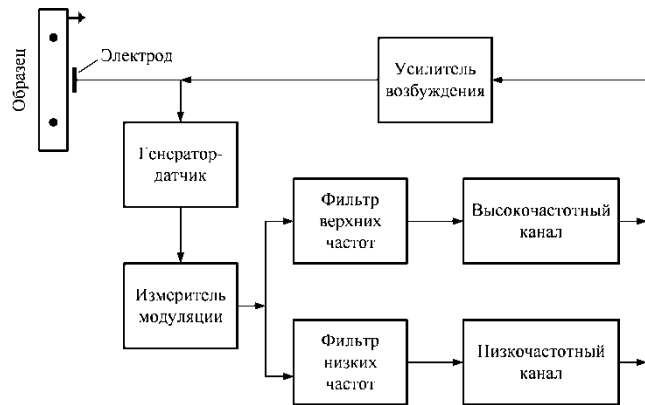 Образец
Электрод
Усилитель
возбуждения
Генератор-
датчик
Фильтр
верхних
частот
Высокочастотный
канал
Измеритель
модуляции
Фильтр
низких
частот
Низкочастотный
канал